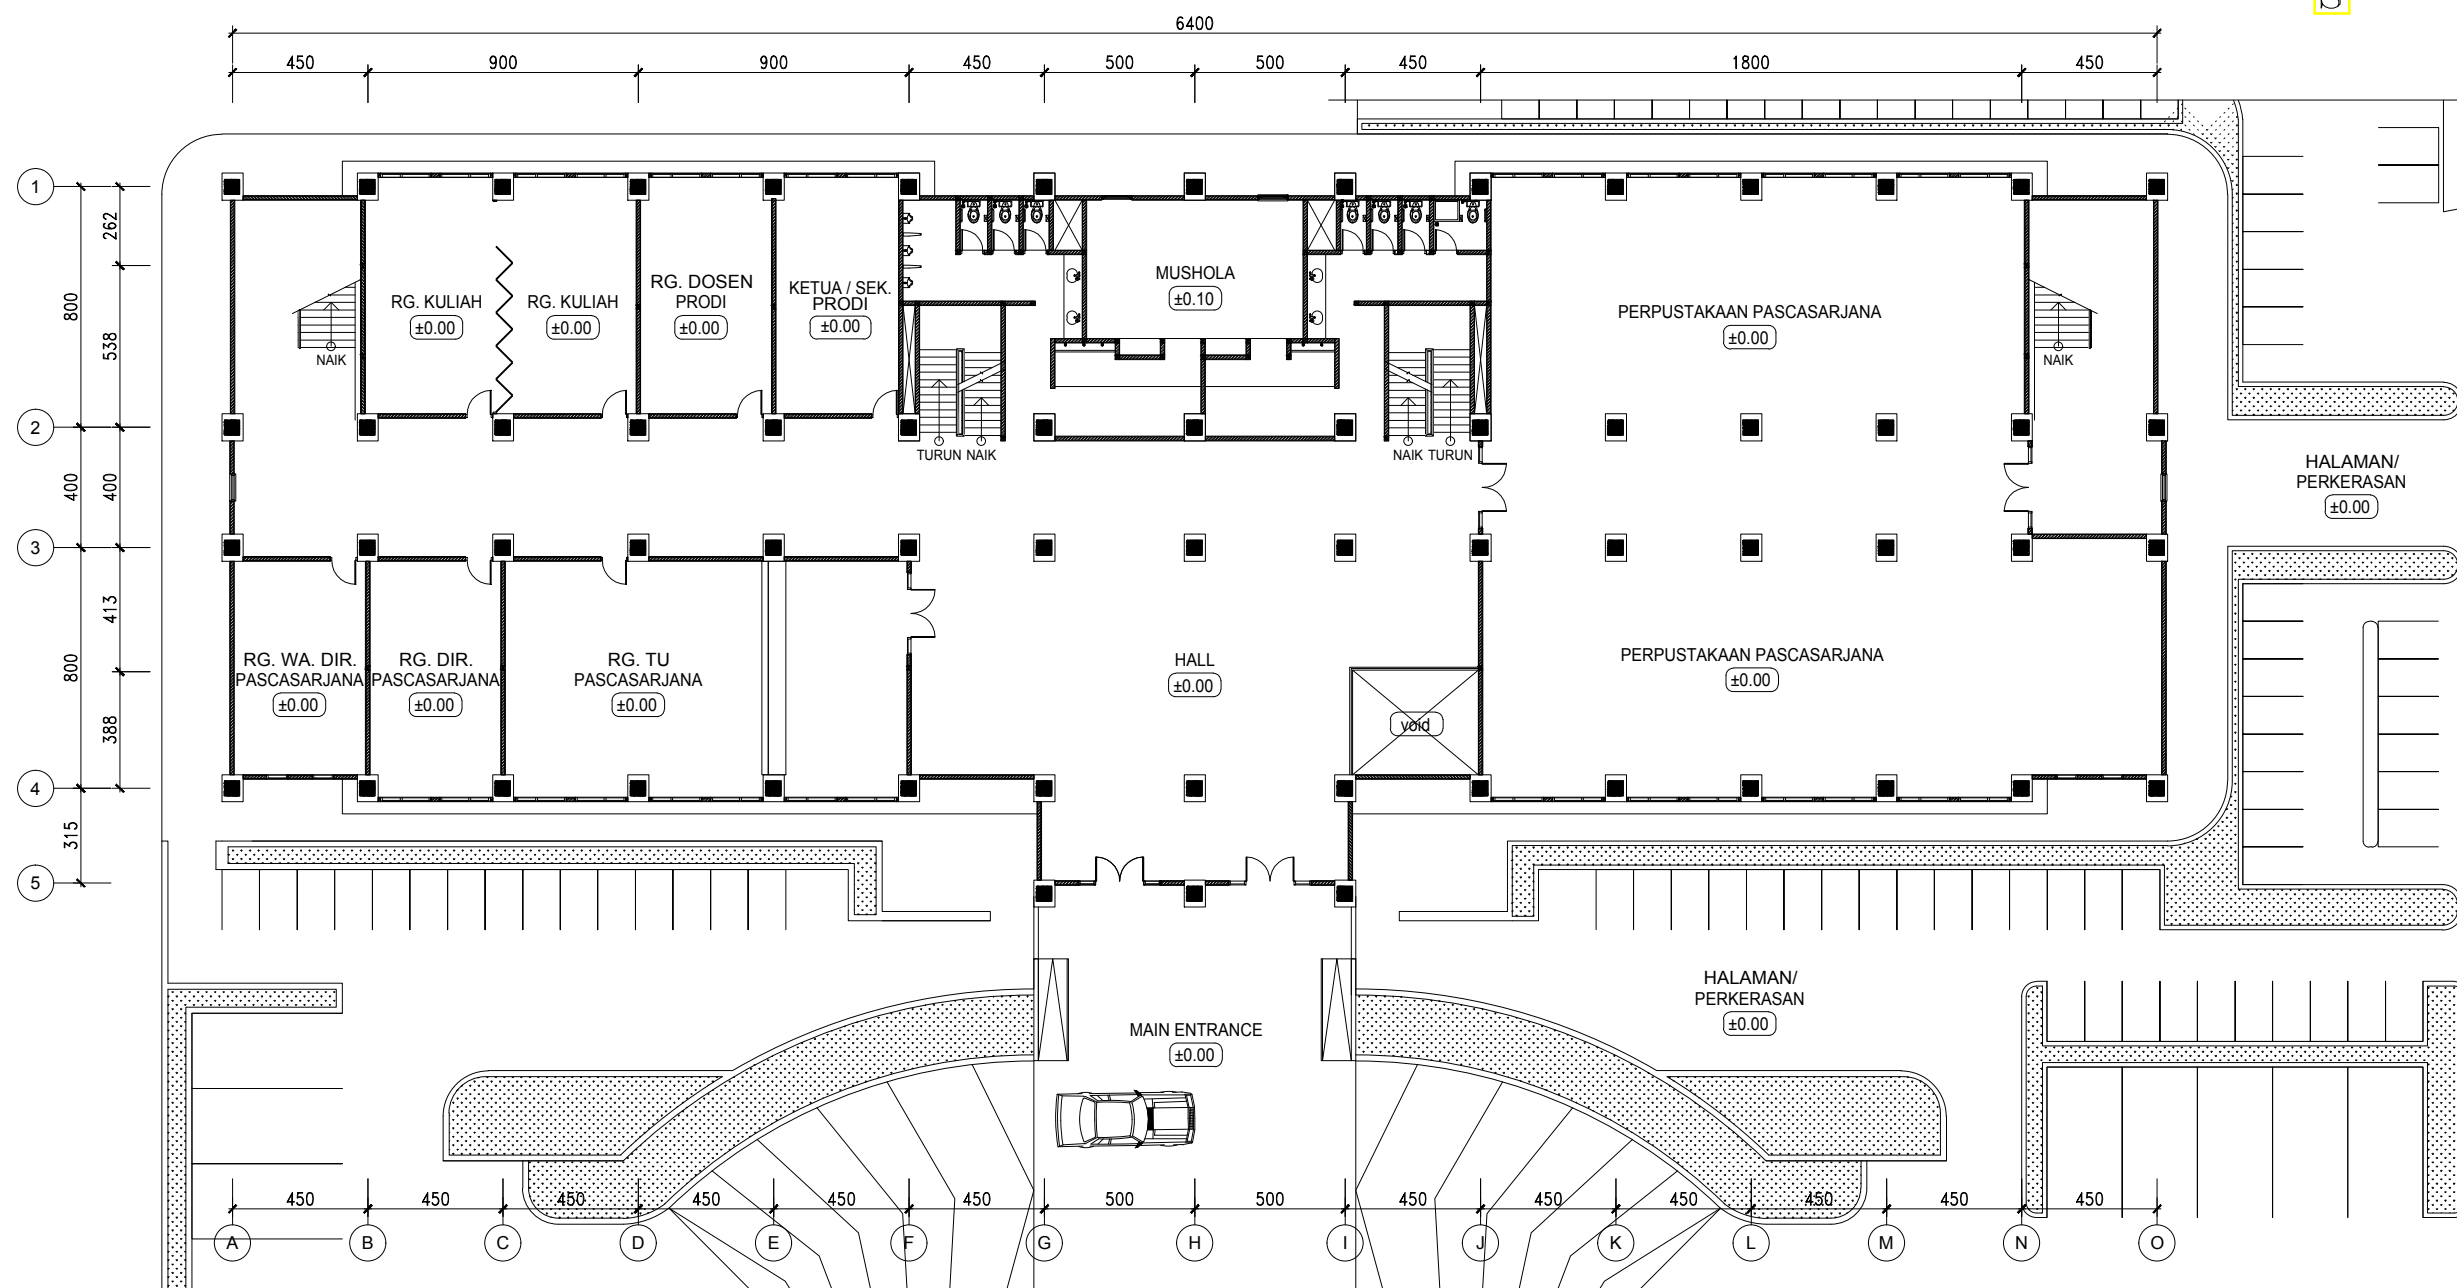 S
6400
450 900 900 450 500 500 450 1800 450
1
262
800
538
RG. KULIAH
±0.00
RG. KULIAH
±0.00
RG. DOSEN
PRODI
±0.00
KETUA / SEK.
PRODI
±0.00
MUSHOLA
±0.10
PERPUSTAKAAN PASCASARJANA
±0.00
NAIK
NAIK
2
TURUN NAIK
NAIK TURUN
400
400
HALAMAN/
PERKERASAN
±0.00
3
413
800
388
RG. WA. DIR.
PASCASARJANA
±0.00
RG. DIR.
PASCASARJANA
±0.00
RG. TU
PASCASARJANA
±0.00
HALL
±0.00
void
PERPUSTAKAAN PASCASARJANA
±0.00
4
315
5
HALAMAN/
PERKERASAN
±0.00
MAIN ENTRANCE
±0.00
450 450 450 450 450 450 500 500 450 450 450 450 450 450
A B C D E F G H I J K L M N O